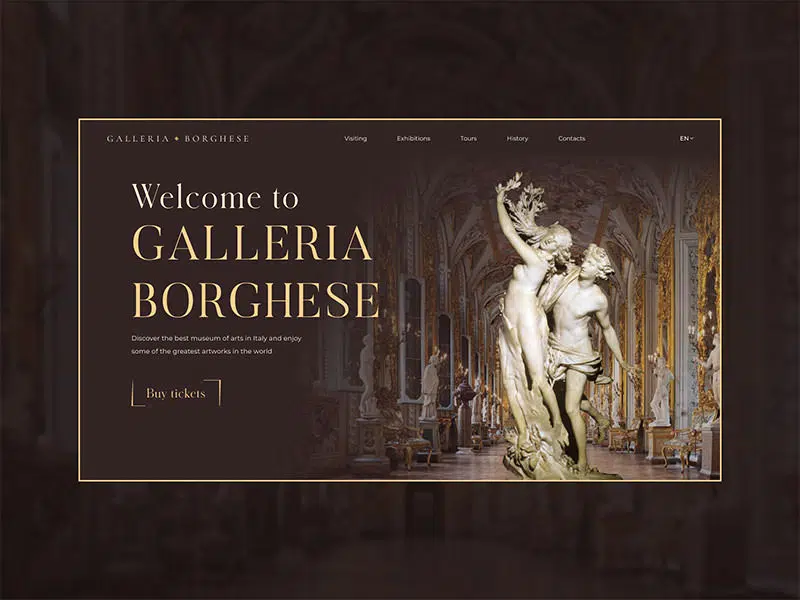 GALLERIA ✦ BORGHESE
Visiting
Exhibitions
Tours
History
Contacts
EN
Welcome to
GALLERIA
BORGHESE
Discover the best museum of arts in Italy and enjoy
some of the greatest artworks in the world
Buy tickets